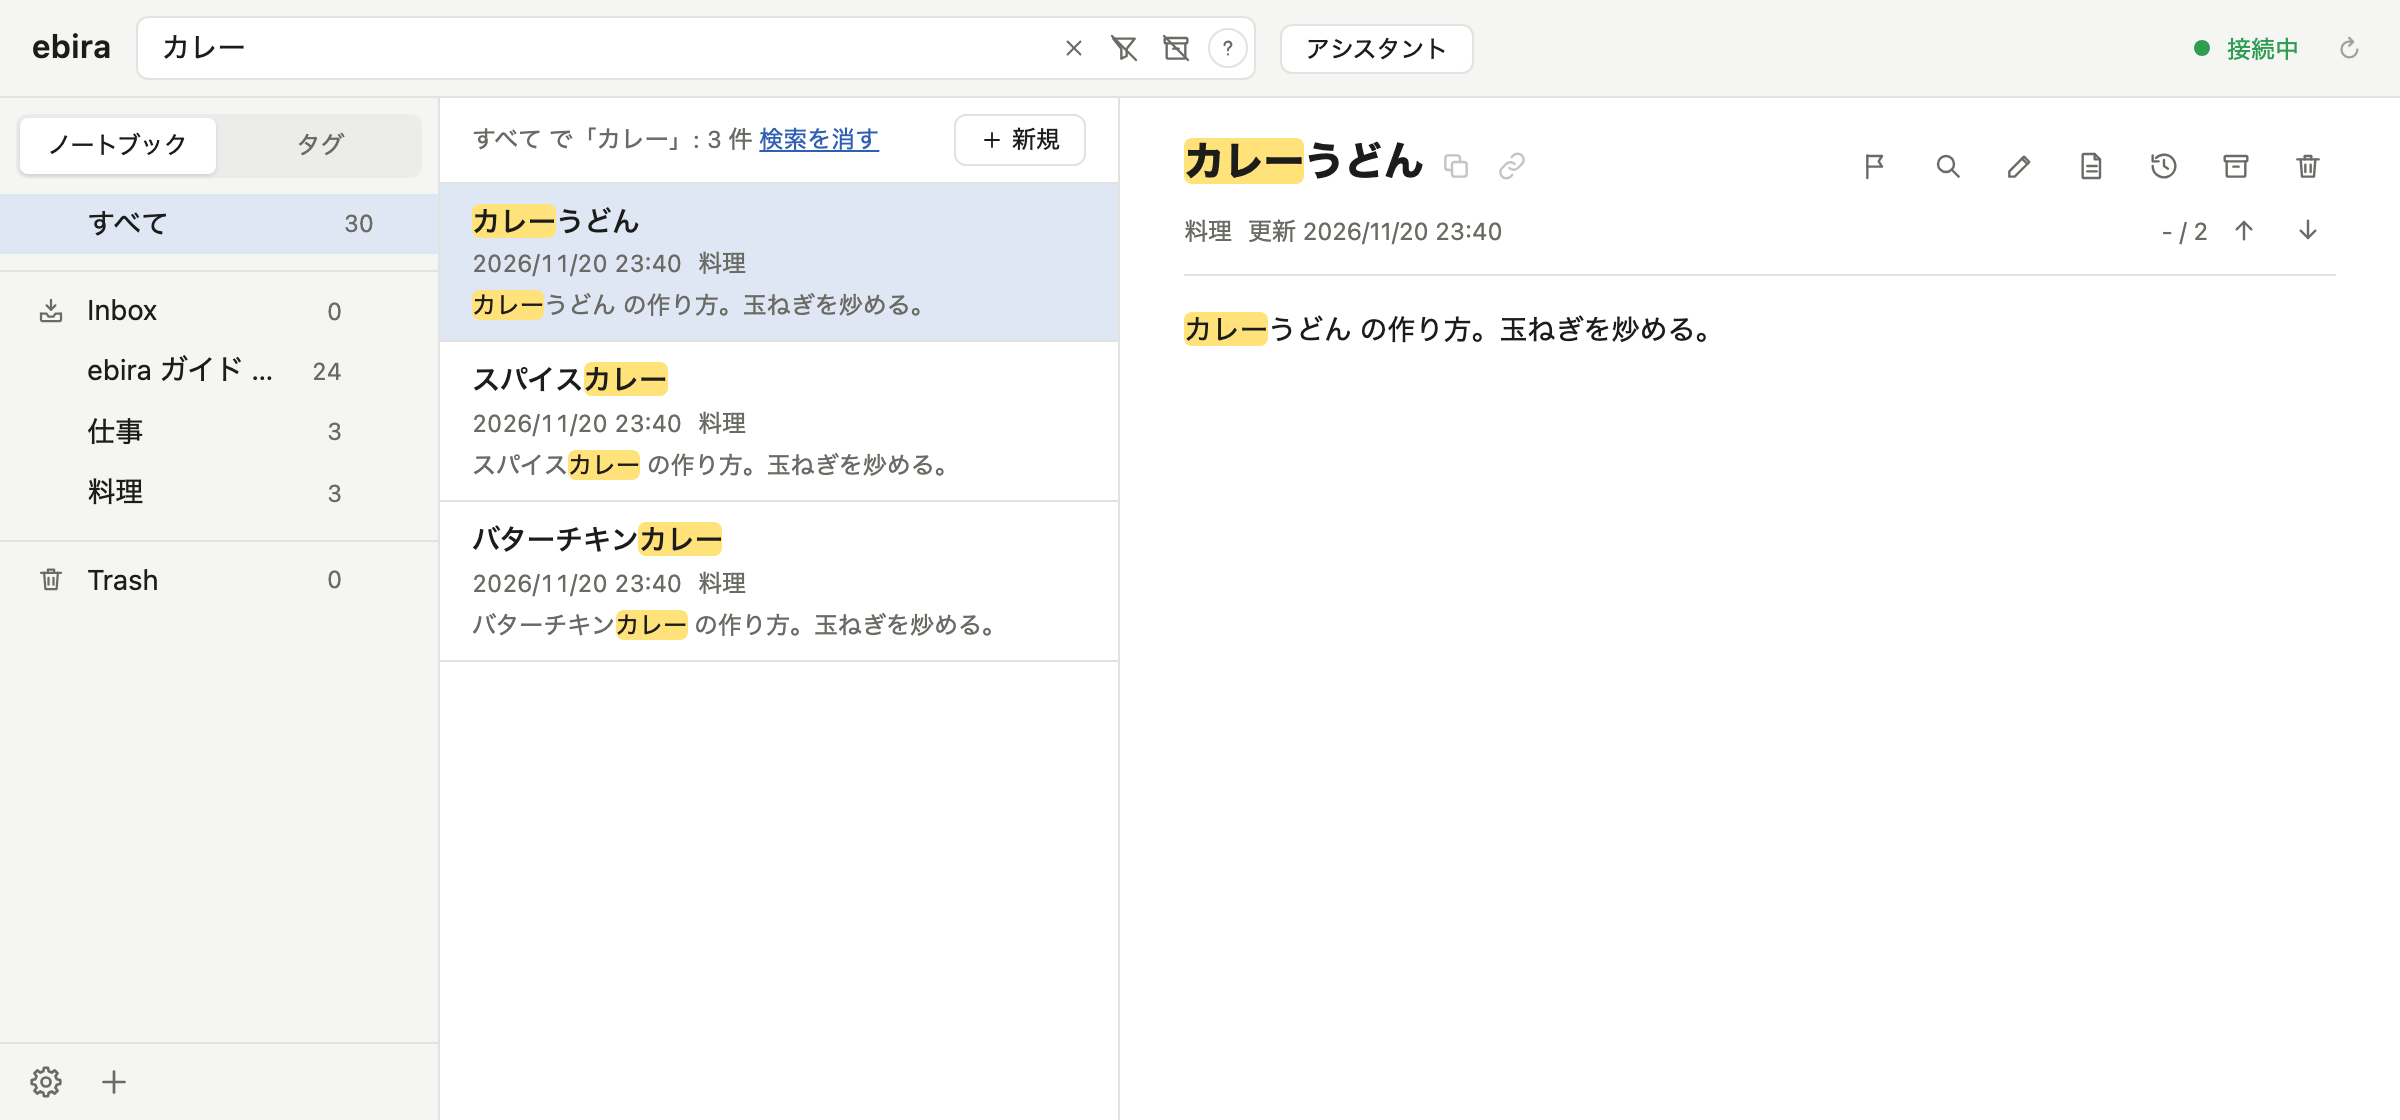 ebira
カレー
?
アシスタント
接続中
ノートブック
タグ
すべて 30
Inbox 0
ebira ガイド ... 24
仕事 3
料理 3
Trash 0
すべて で「カレー」: 3 件 検索を消す
+ 新規
カレーうどん
2026/11/20 23:40 料理
カレーうどん の作り方。玉ねぎを炒める。
スパイスカレー
2026/11/20 23:40 料理
スパイスカレー の作り方。玉ねぎを炒める。
バターチキンカレー
2026/11/20 23:40 料理
バターチキンカレー の作り方。玉ねぎを炒める。
カレーうどん
料理 更新 2026/11/20 23:40
- / 2
カレーうどん の作り方。玉ねぎを炒める。